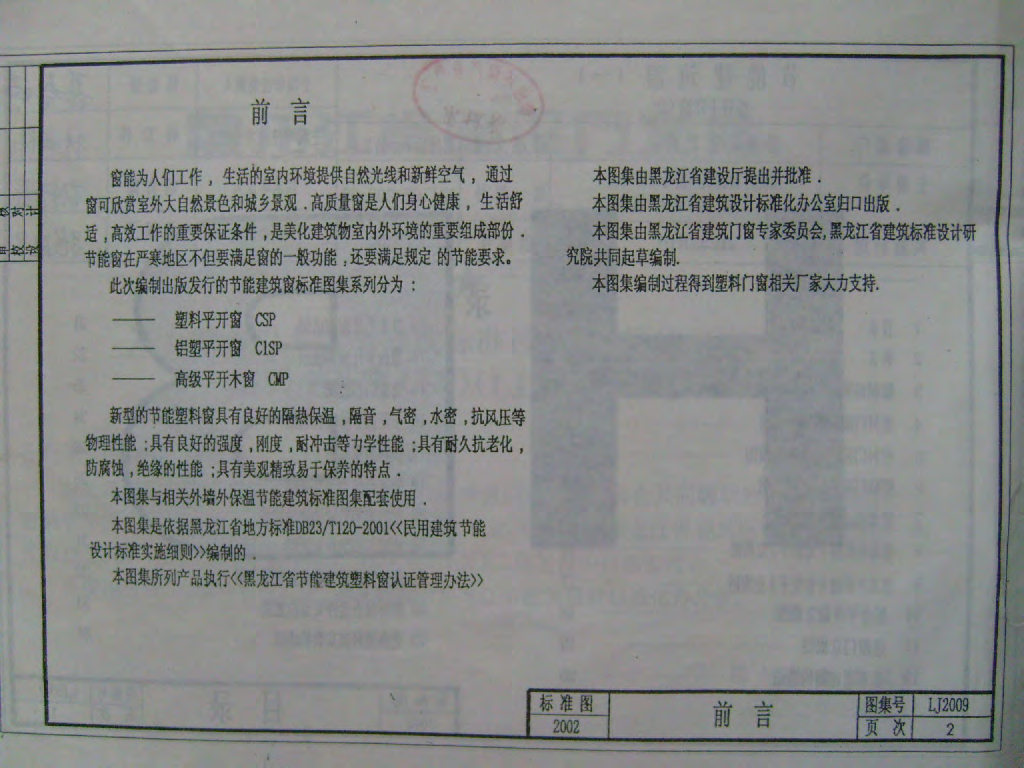 前 言
窗能为人们工作，生活的室内环境提供自然光线和新鲜空气，通过
窗可欣赏室外大自然景色和城乡景观．高质量窗是人们身心健康，生活舒
适，高效工作的重要保证条件，是美化建筑物室内外环境的重要组成部份．
节能窗在严寒地区不但要满足窗的一般功能，还要满足规定 的节能要求。
此次编制出版发行的节能建筑窗标准图集系列分为：
—— 塑料平开窗 CSP
—— 铝塑平开窗 C1SP
—— 高级平开木窗 CMP
新型的节能塑料窗具有良好的隔热保温，隔音，气密，水密，抗风压等
物理性能；具有良好的强度，刚度，耐冲击等力学性能；具有耐久抗老化，
防腐蚀，绝缘的性能；具有美观精致易于保养的特点．
本图集与相关外墙外保温节能建筑标准图集配套使用．
本图集是依据黑龙江省地方标准DB23/T120-2001<<民用建筑节能
设计标准实施细则>>编制的．
本图集所列产品执行<<黑龙江省节能建筑塑料窗认证管理办法>>
本图集由黑龙江省建设厅提出并批准．
本图集由黑龙江省建筑设计标准化办公室归口出版．
本图集由黑龙江省建筑门窗专家委员会,黑龙江省建筑标准设计研
究院共同起草编制.
本图集编制过程得到塑料门窗相关厂家大力支持.
标 准 图
2002
前 言
图集号 LJ2009
页 次 2